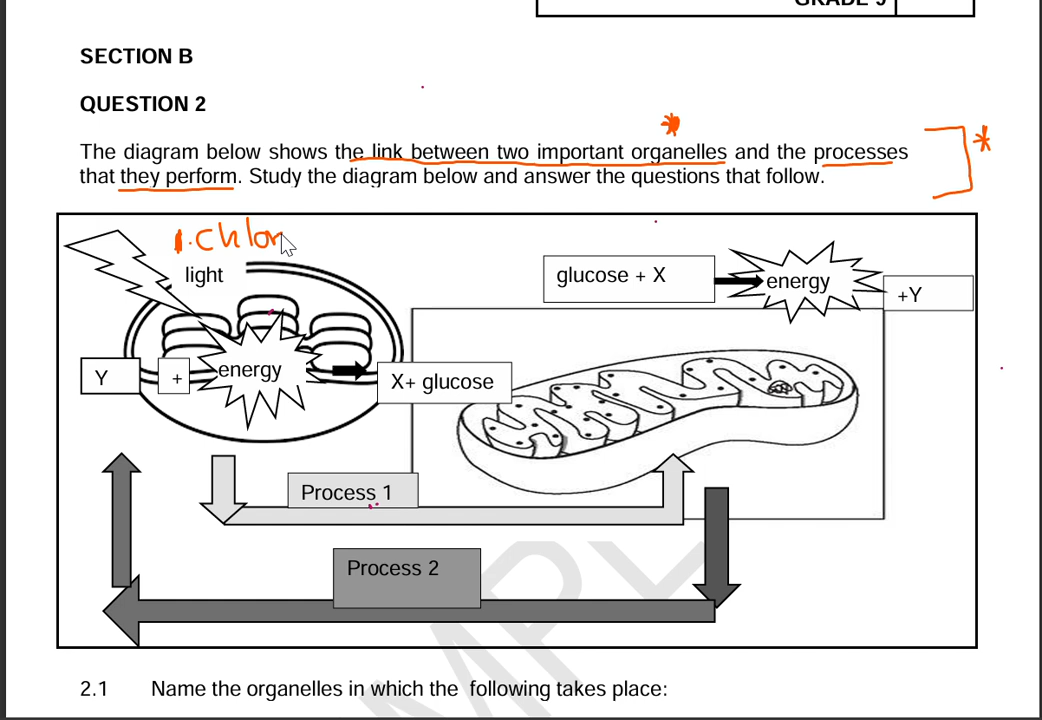 GRADE 9
SECTION B
QUESTION 2
The diagram below shows the link between two important organelles and the processes
that they perform. Study the diagram below and answer the questions that follow.
1. Chlor
light
glucose + X
energy
+Y
Y
+
energy
X+ glucose
Process 1
Process 2
2.1 Name the organelles in which the following takes place: